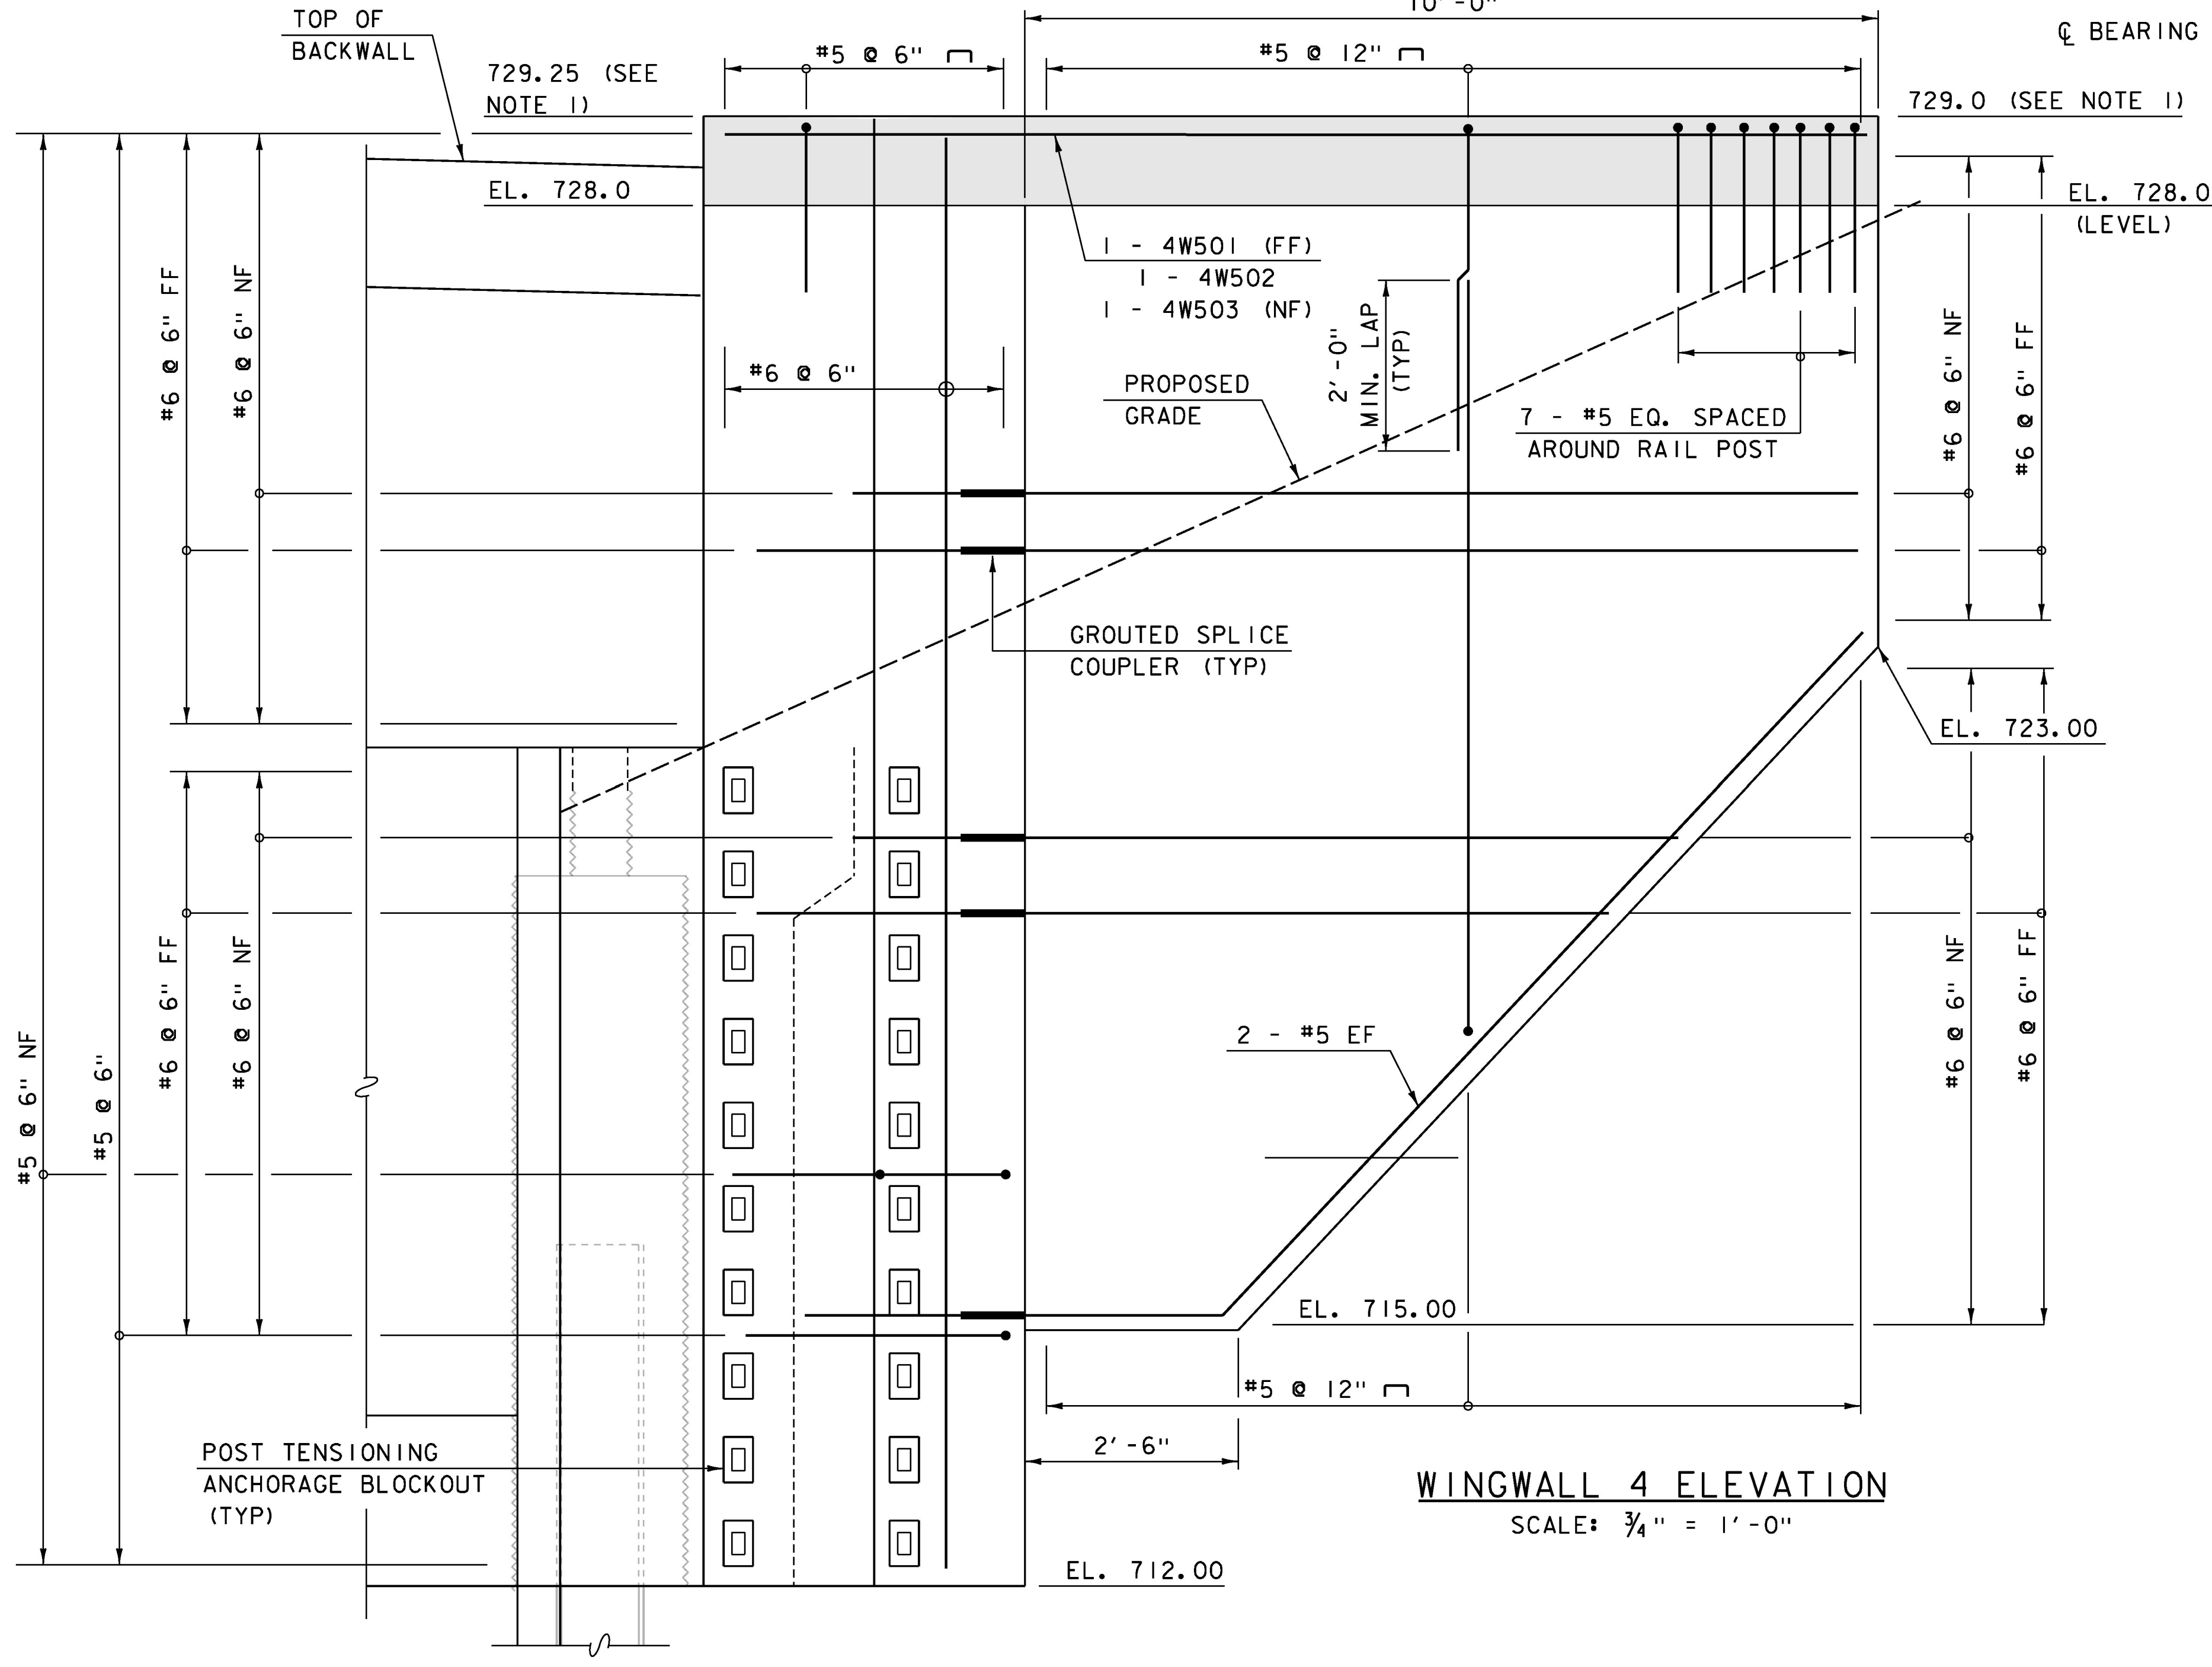 TOP OF
BACKWALL
729.25 (SEE
NOTE 1)
#5 @ 6"
10'-0"
#5 @ 12"
℄ BEARING
729.0 (SEE NOTE 1)
EL. 728.0
EL. 728.0
(LEVEL)
1 - 4W501 (FF)
1 - 4W502
1 - 4W503 (NF)
#6 @ 6" FF
#6 @ 6" NF
#6 @ 6"
PROPOSED
GRADE
2'-0"
MIN. LAP
(TYP)
7 - #5 EQ. SPACED
AROUND RAIL POST
#6 @ 6" NF
#6 @ 6" FF
GROUTED SPLICE
COUPLER (TYP)
EL. 723.00
#5 @ 6" NF
#5 @ 6"
#6 @ 6" FF
#6 @ 6" NF
2 - #5 EF
#6 @ 6" NF
#6 @ 6" FF
EL. 715.00
#5 @ 12"
2'-6"
POST TENSIONING
ANCHORAGE BLOCKOUT
(TYP)
WINGWALL 4 ELEVATION
SCALE: ¾" = 1'-0"
EL. 712.00